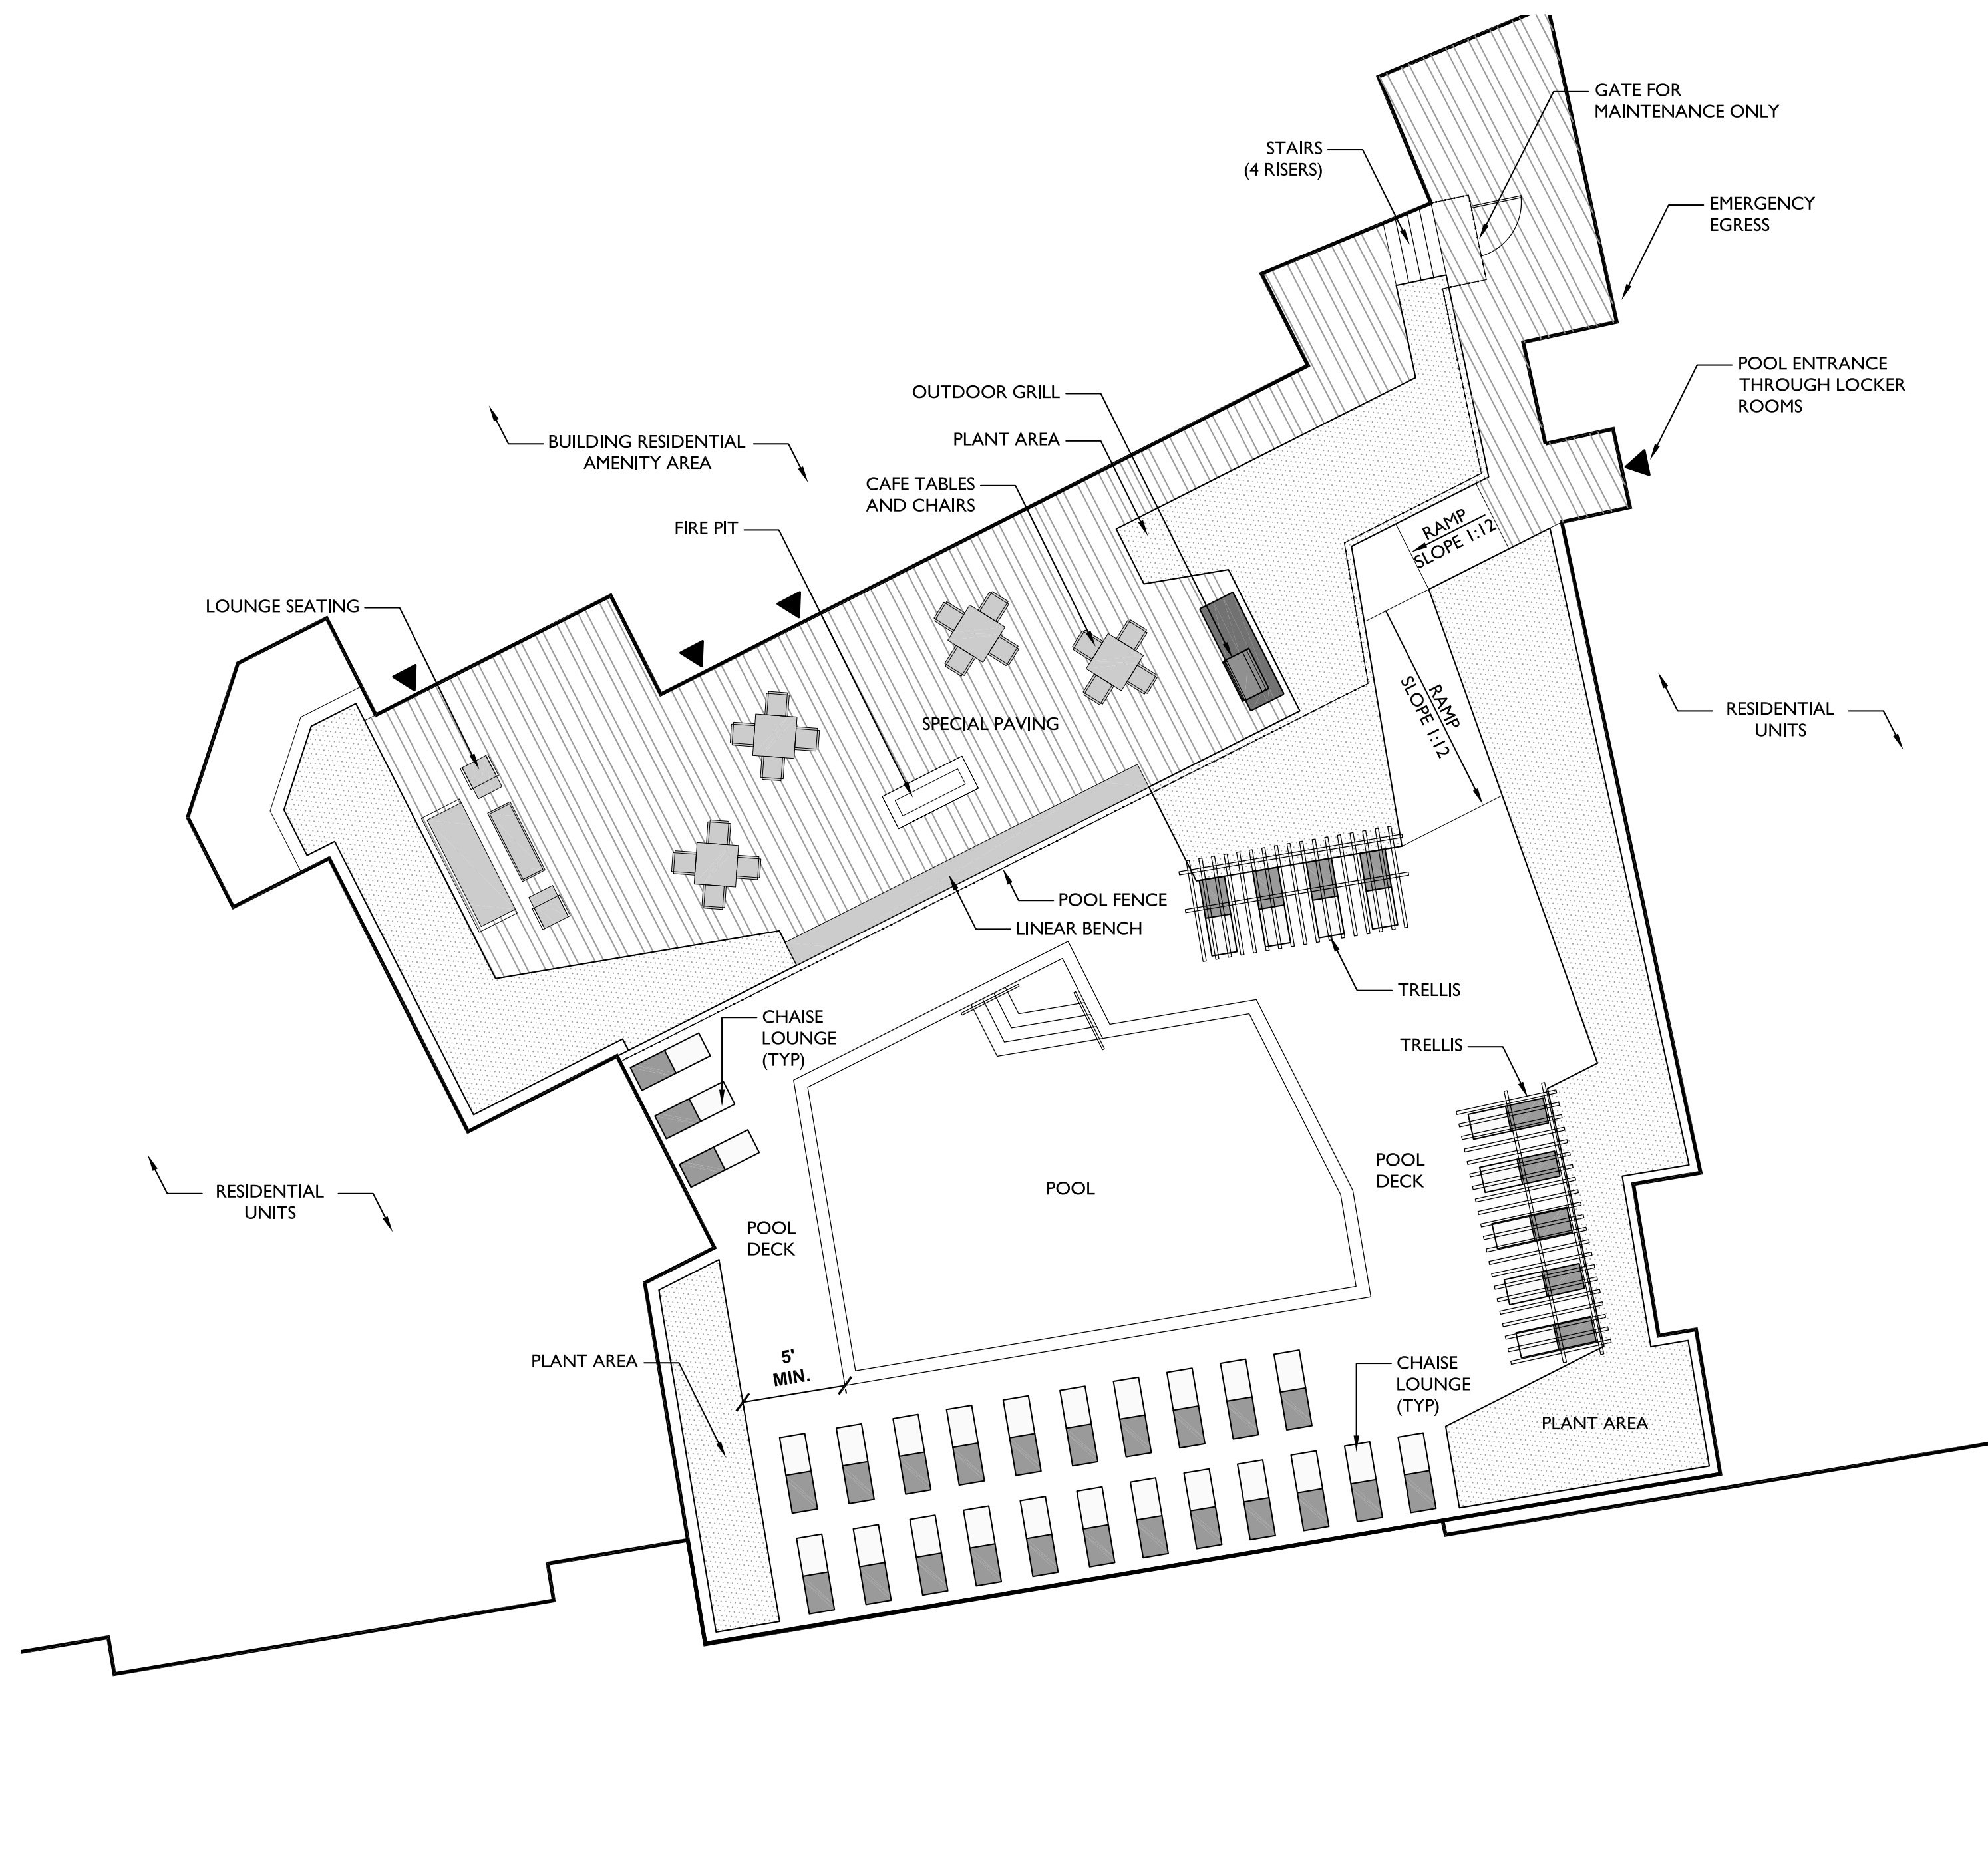 GATE FOR
MAINTENANCE ONLY
STAIRS
(4 RISERS)
EMERGENCY
EGRESS
POOL ENTRANCE
THROUGH LOCKER
ROOMS
OUTDOOR GRILL
BUILDING RESIDENTIAL
AMENITY AREA
PLANT AREA
CAFE TABLES
AND CHAIRS
FIRE PIT
RAMP
SLOPE 1:12
LOUNGE SEATING
RAMP
SLOPE 1:12
RESIDENTIAL
UNITS
SPECIAL PAVING
POOL FENCE
LINEAR BENCH
TRELLIS
CHAISE
LOUNGE
(TYP)
TRELLIS
POOL
DECK
POOL
RESIDENTIAL
UNITS
POOL
DECK
PLANT AREA
5'
MIN.
CHAISE
LOUNGE
(TYP)
PLANT AREA